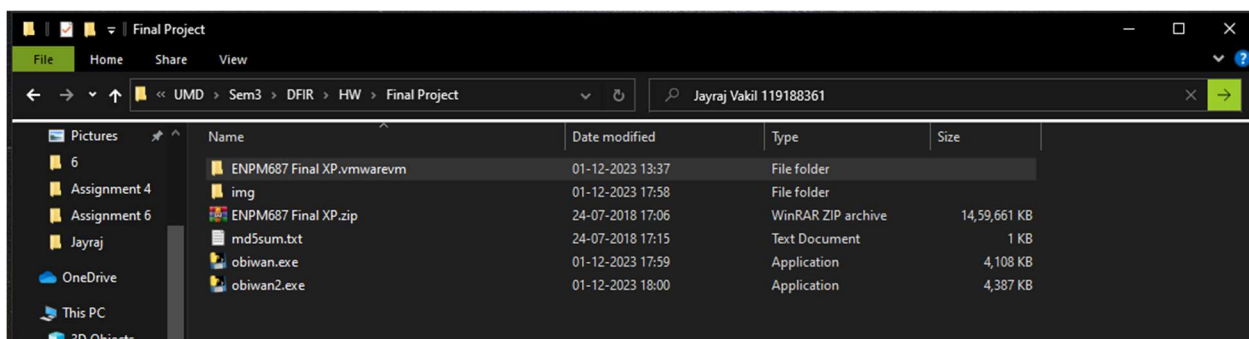 Final Project
File Home Share View
« UMD > Sem3 > DFIR > HW > Final Project Jayraj Vakil 119188361
Pictures
6
Assignment 4
Assignment 6
Jayraj
OneDrive
This PC
3D Objects
Name Date modified Type Size
ENPM687 Final XP.vmwarevm 01-12-2023 13:37 File folder
img 01-12-2023 17:58 File folder
ENPM687 Final XP.zip 24-07-2018 17:06 WinRAR ZIP archive 14,59,661 KB
md5sum.txt 24-07-2018 17:15 Text Document 1 KB
obiwan.exe 01-12-2023 17:59 Application 4,108 KB
obiwan2.exe 01-12-2023 18:00 Application 4,387 KB